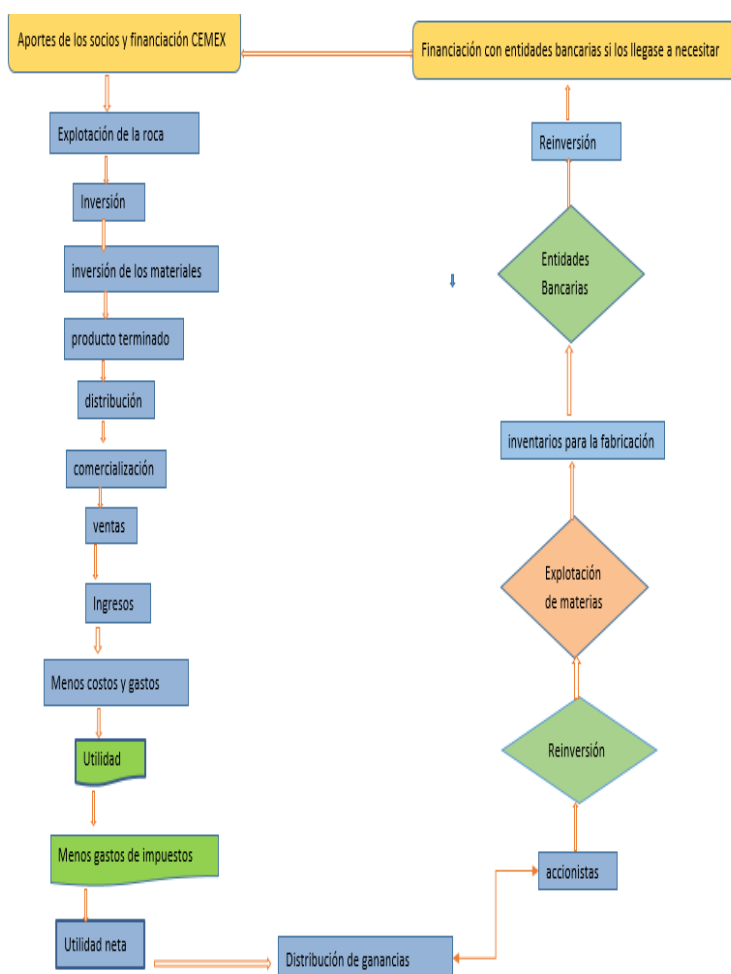 Aportes de los socios y financiación CEMEX
Financiación con entidades bancarias si los llegase a necesitar
Explotación de la roca
Inversión
inversión de los materiales
producto terminado
distribución
comercialización
ventas
Ingresos
Menos costos y gastos
Utilidad
Menos gastos de impuestos
Utilidad neta
Distribución de ganancias
accionistas
Reinversión
Explotación
de materias
inventarios para la fabricación
Entidades
Bancarias
Reinversión